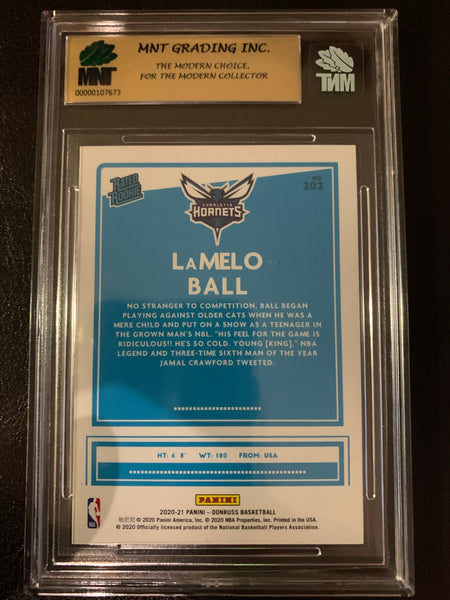 MNT GRADING INC.
MNT
THE MODERN CHOICE,
FOR THE MODERN COLLECTOR
00000107673
MNT
RATED
ROOKIE
CHARLOTTE
HORNETS
NO
202
LAMELO
BALL
NO STRANGER TO COMPETITION, BALL BEGAN
PLAYING AGAINST OLDER CATS WHEN HE WAS A
MERE CHILD AND PUT ON A SHOW AS A TEENAGER IN
THE GROWN MAN'S NBL. "HIS FEEL FOR THE GAME IS
RIDICULOUS!! HE'S SO COLD. YOUNG [KING]," NBA
LEGEND AND THREE-TIME SIXTH MAN OF THE YEAR
JAMAL CRAWFORD TWEETED.
HT: 6' 8" WT: 180 FROM: USA
PANINI
2020-21 PANINI – DONRUSS BASKETBALL
帕尼尼 © 2020 Panini America, Inc. © 2020 NBA Properties, Inc. Printed in the USA.
© 2020 Officially licensed product of the National Basketball Players Association.
NBA